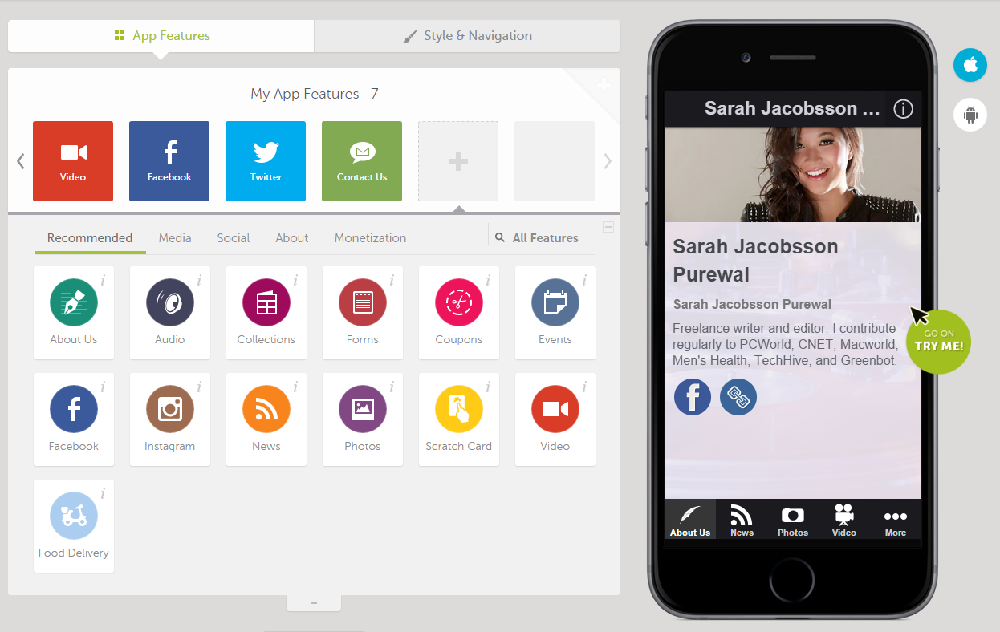 App Features
Style & Navigation
My App Features 7
Video
Facebook
Twitter
Contact Us
Recommended
Media
Social
About
Monetization
All Features
About Us
Audio
Collections
Forms
Coupons
Events
Facebook
Instagram
News
Photos
Scratch Card
Video
Food Delivery
Sarah Jacobsson ...
Sarah Jacobsson
Purewal
Sarah Jacobsson Purewal
Freelance writer and editor. I contribute
regularly to PCWorld, CNET, Macworld,
Men's Health, TechHive, and Greenbot.
About Us
News
Photos
Video
More
GO ON
TRY ME!